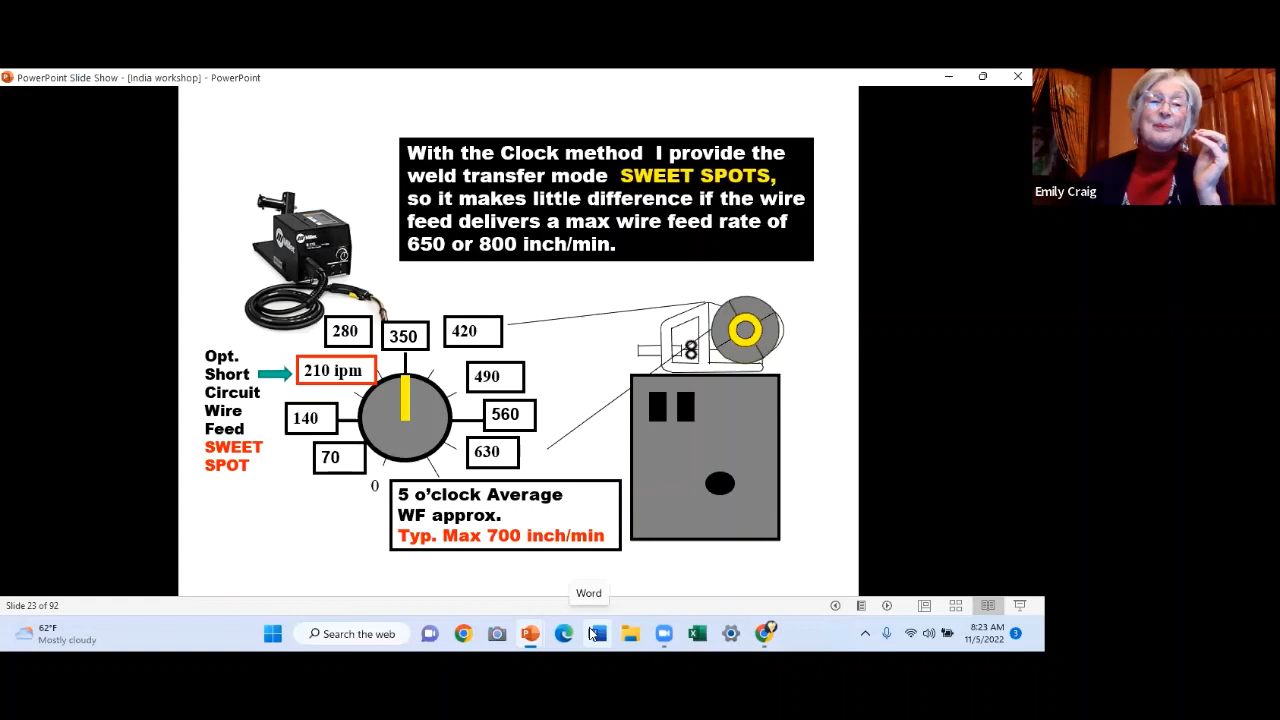 PowerPoint Slide Show - [India workshop] - PowerPoint
Emily Craig
With the Clock method I provide the
weld transfer mode SWEET SPOTS,
so it makes little difference if the wire
feed delivers a max wire feed rate of
650 or 800 inch/min.
Miller
280
350
420
Opt.
Short
Circuit
Wire
Feed
SWEET
SPOT
210 ipm
490
140
560
70
630
0
5 o'clock Average
WF approx.
Typ. Max 700 inch/min
Word
Slide 23 of 92
62°F
Mostly cloudy
Search the web
8:23 AM
11/5/2022
3